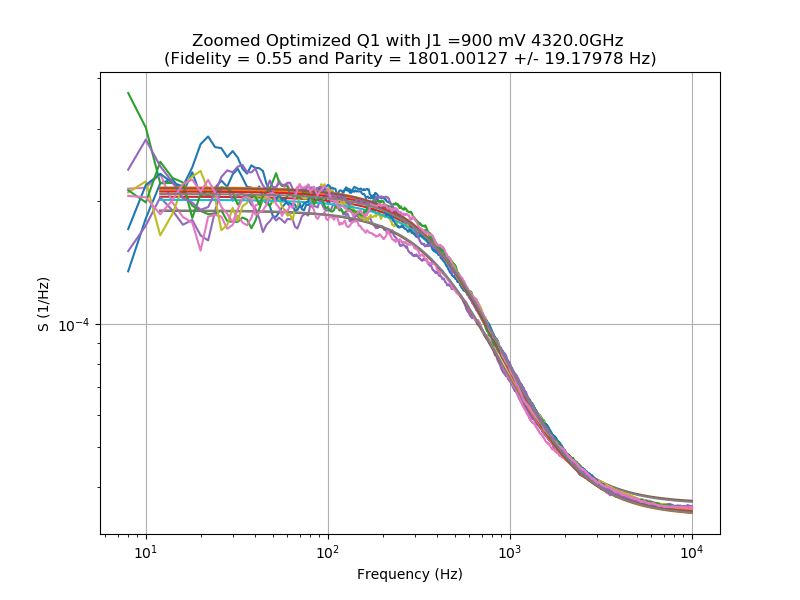 Zoomed Optimized Q1 with J1 =900 mV 4320.0GHz
(Fidelity = 0.55 and Parity = 1801.00127 +/- 19.17978 Hz)
S (1/Hz)
10⁻⁴
10¹ 10² 10³ 10⁴
Frequency (Hz)